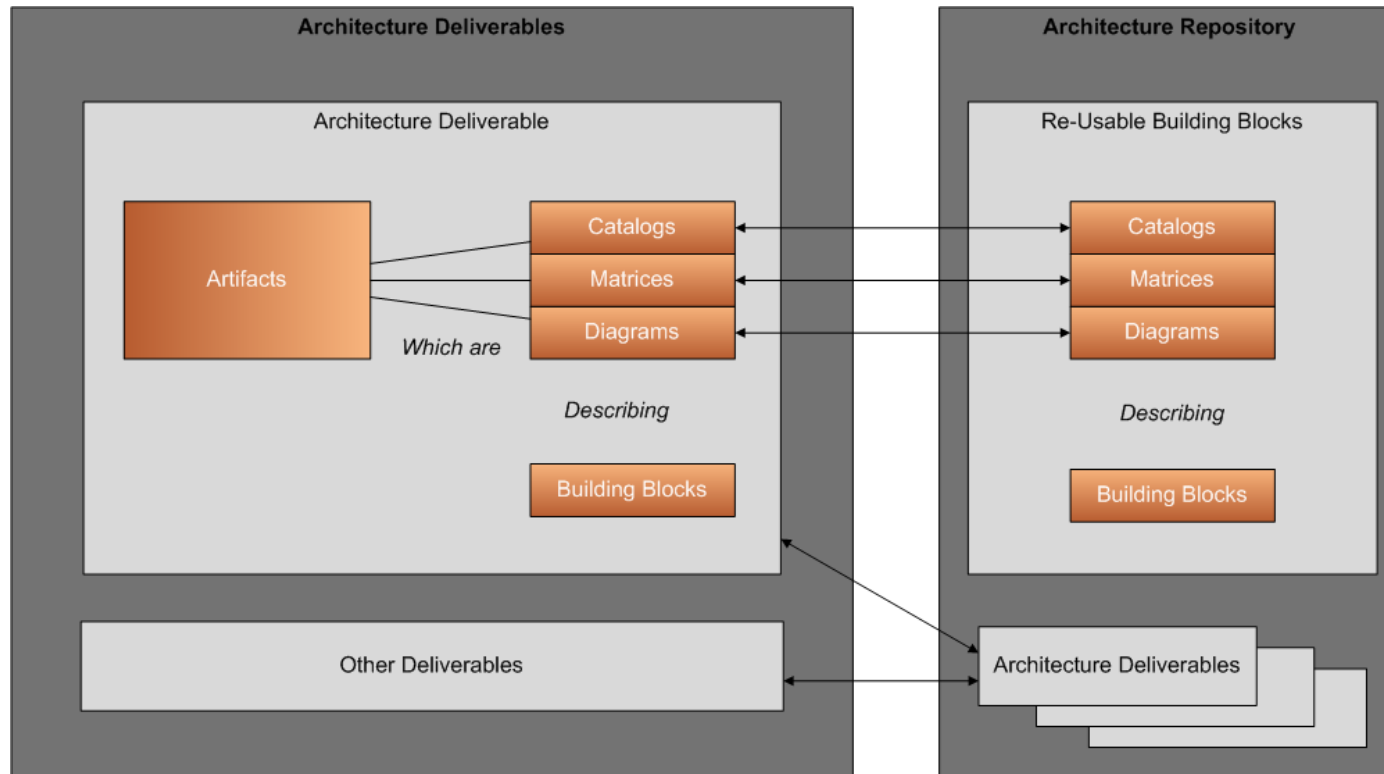 Architecture Deliverables
Architecture Deliverable
Artifacts
Catalogs
Matrices
Diagrams
Which are
Describing
Building Blocks
Other Deliverables
Architecture Repository
Re-Usable Building Blocks
Catalogs
Matrices
Diagrams
Describing
Building Blocks
Architecture Deliverables